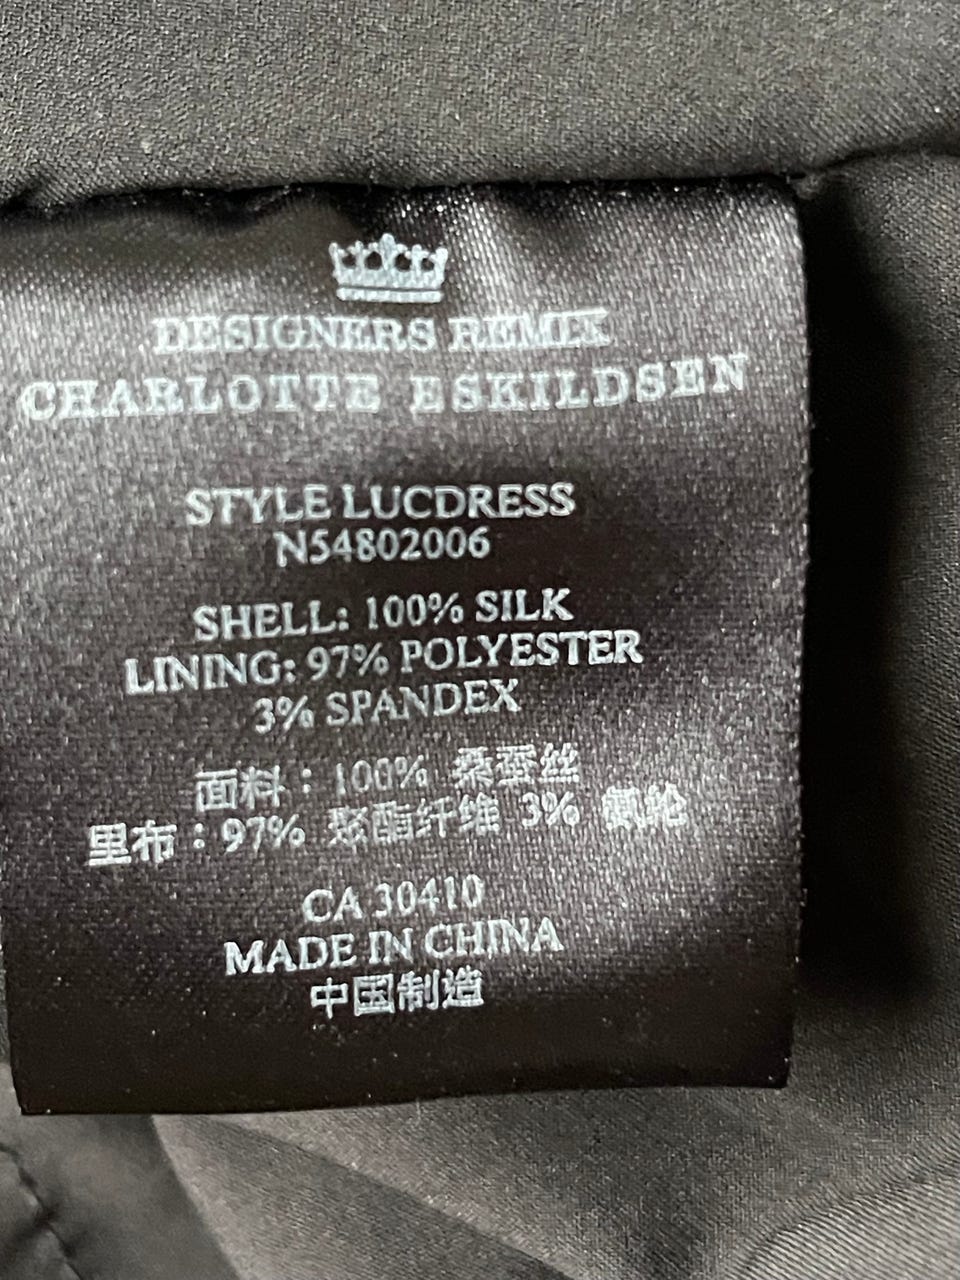 DESIGNERS REMIX
CHARLOTTE ESKILDSEN
STYLE LUCDRESS
N54802006
SHELL: 100% SILK
LINING: 97% POLYESTER
3% SPANDEX
面料：100% 桑蚕丝
里布：97% 聚酯纤维 3% 氨纶
CA 30410
MADE IN CHINA
中国制造